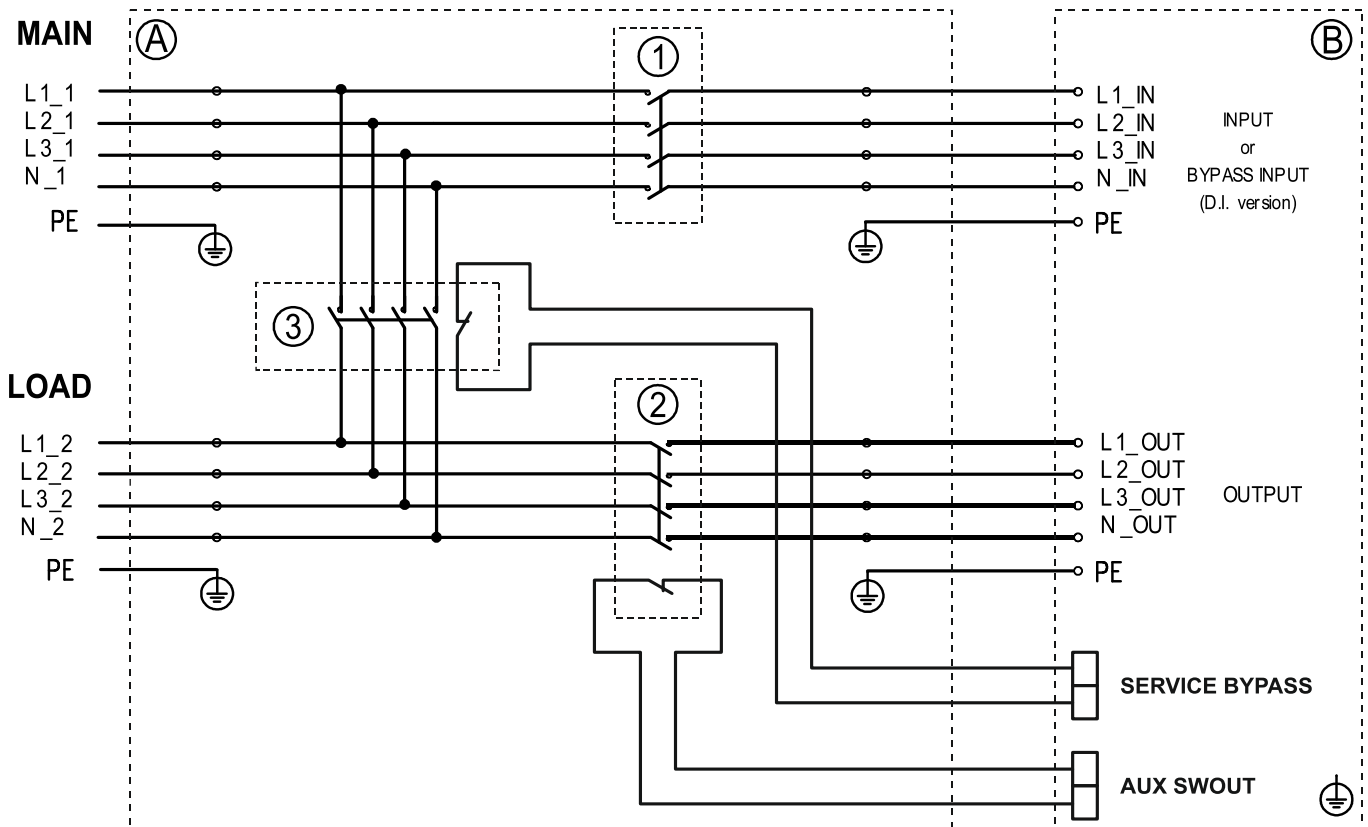 MAIN
A
1
B
L1_1
L2_1
L3_1
N_1
PE
L1_IN
L2_IN
L3_IN
N_IN
PE
INPUT
or
BYPASS INPUT
(D.I. version)
3
LOAD
2
L1_2
L2_2
L3_2
N_2
PE
L1_OUT
L2_OUT
L3_OUT
N_OUT
PE
OUTPUT
SERVICE BYPASS
AUX SWOUT